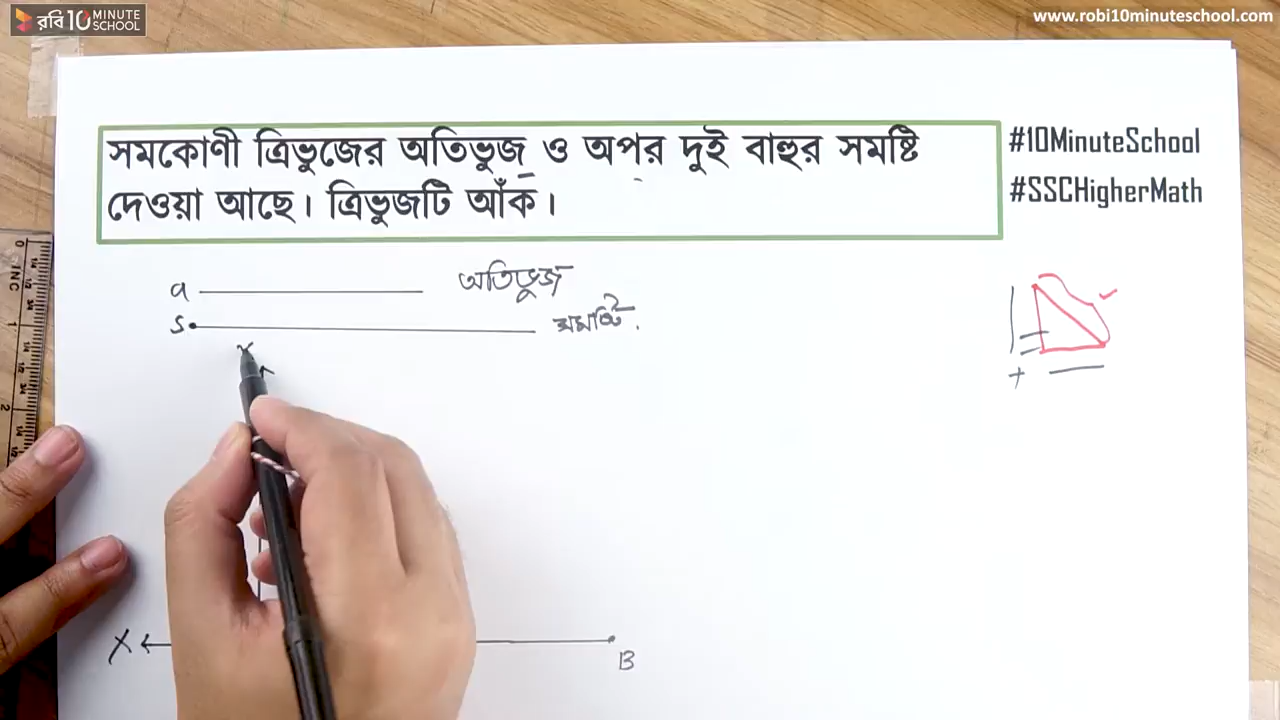 রবি 10 MINUTE SCHOOL
www.robi10minuteschool.com
সমকোণী ত্রিভুজের অতিভুজ ও অপর দুই বাহুর সমষ্টি
দেওয়া আছে। ত্রিভুজটি আঁক।
#10MinuteSchool
#SSCHigherMath
a অতিভুজ
s সমষ্টি.
X B